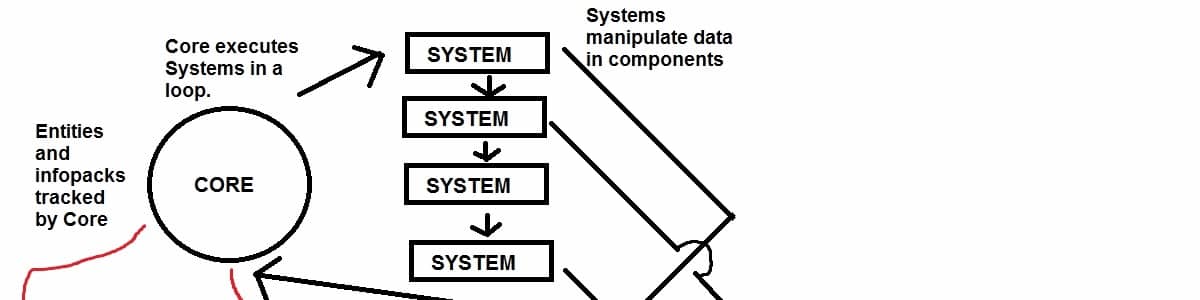 Systems
manipulate data
in components
Core executes
Systems in a
loop.
SYSTEM
SYSTEM
SYSTEM
SYSTEM
Entities
and
infopacks
tracked
by Core
CORE